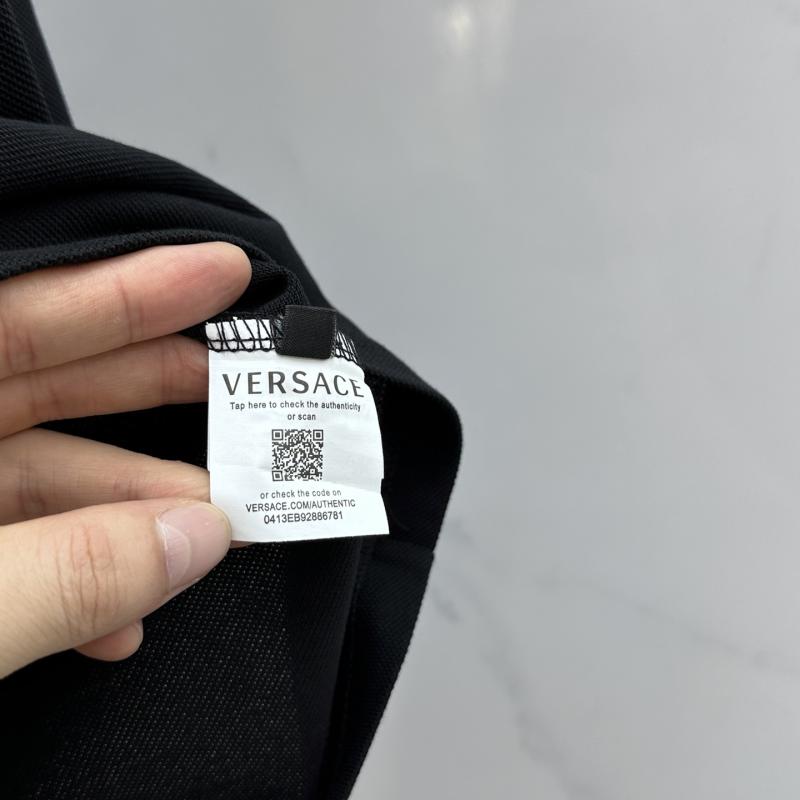 VERSACE
Tap here to check the authenticity
or scan
or check the code on
VERSACE.COM/AUTHENTIC
0413EB92886781